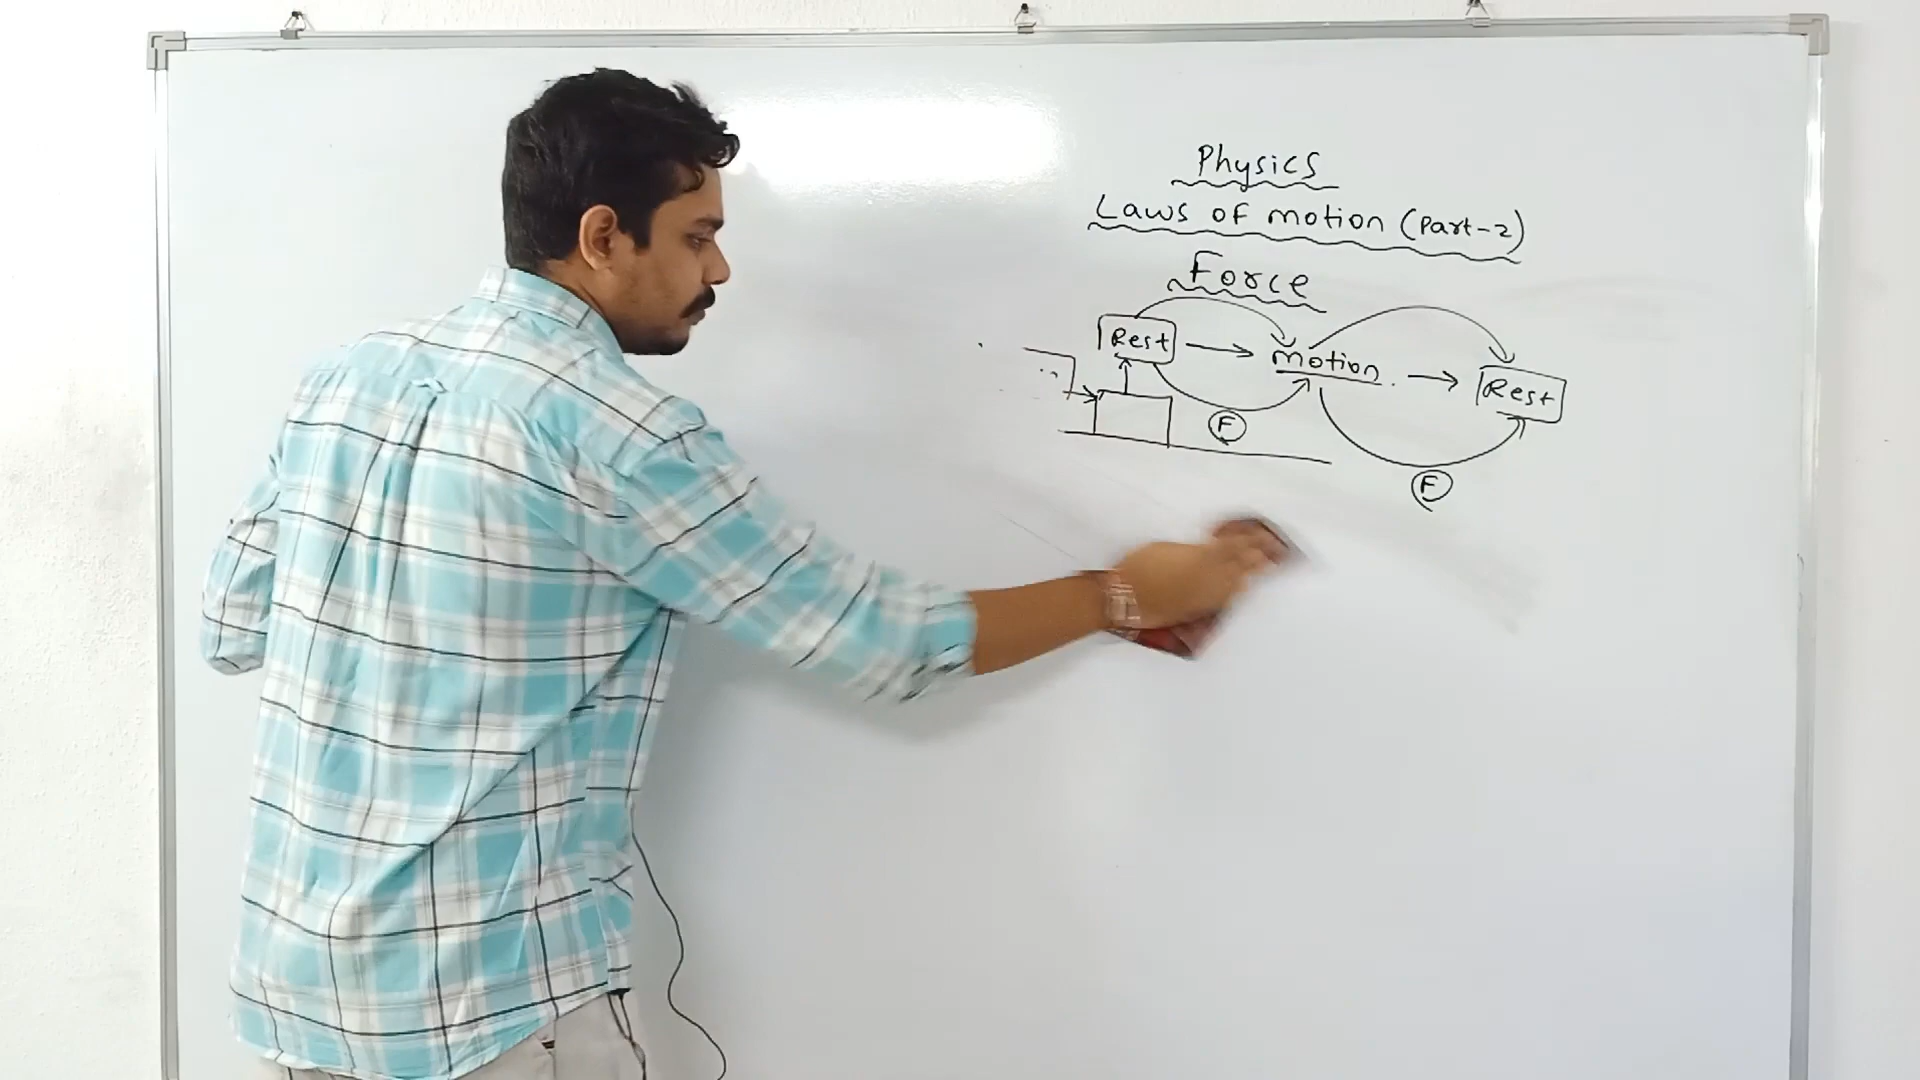 Physics
Laws of motion (Part-2)
Force
Rest → motion. → Rest
F
F